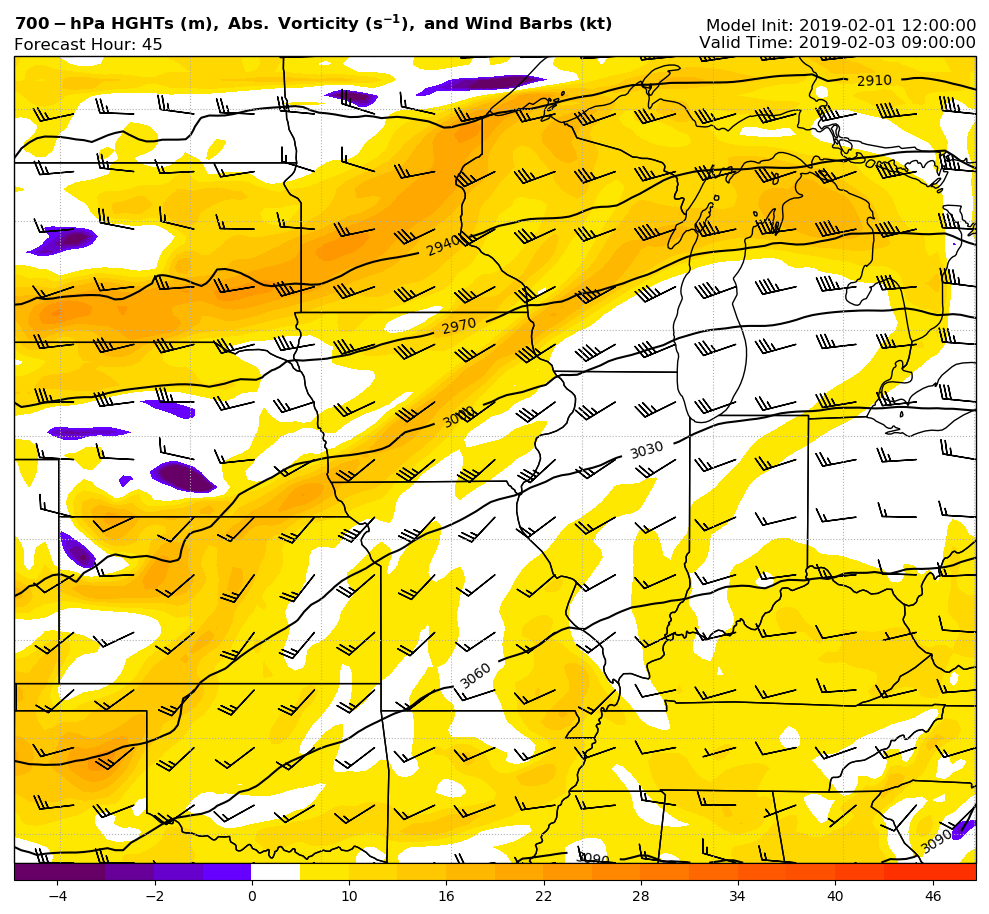 700-hPa HGHTs (m), Abs. Vorticity (s⁻¹), and Wind Barbs (kt)
Forecast Hour: 45
Model Init: 2019-02-01 12:00:00
Valid Time: 2019-02-03 09:00:00
2910
2940
2970
3000
3030
3060
3090
3090
−4 −2 0 10 16 22 28 34 40 46